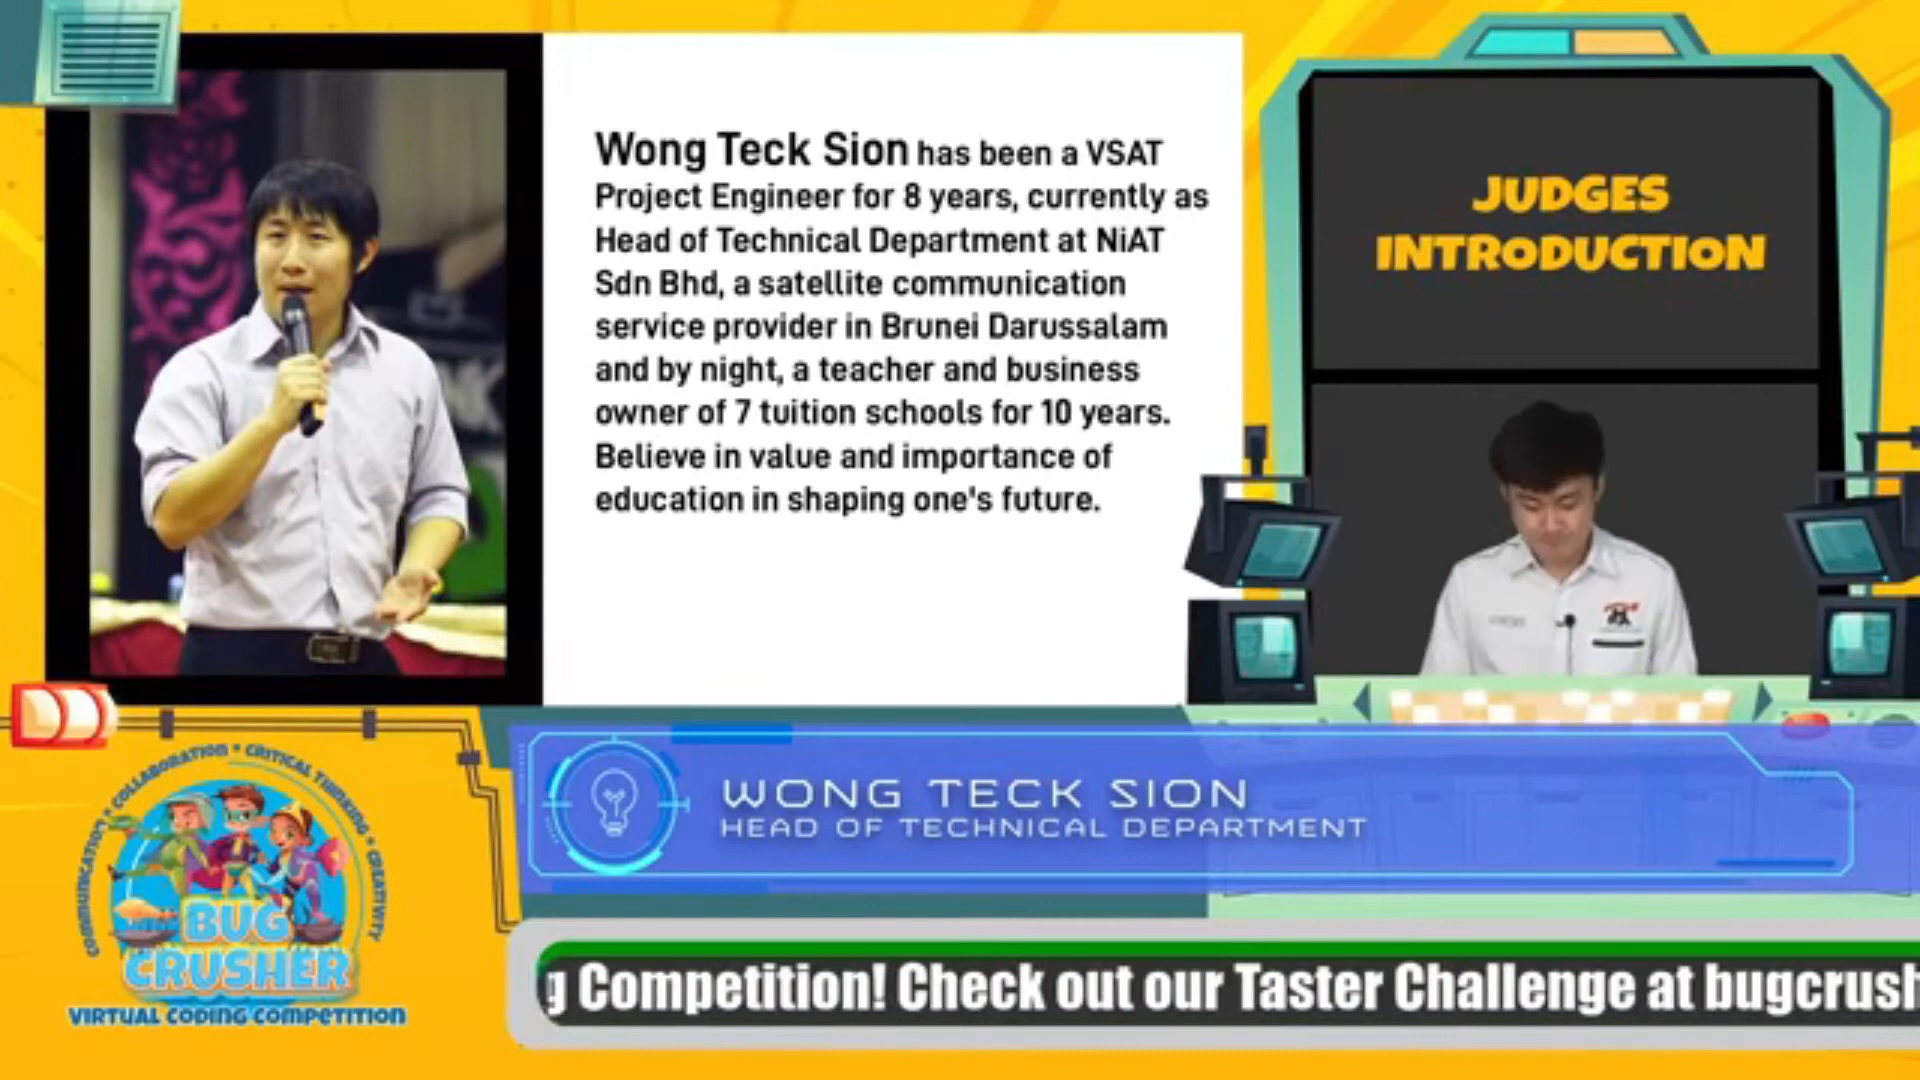 Wong Teck Sion has been a VSAT
Project Engineer for 8 years, currently as
Head of Technical Department at NiAT
Sdn Bhd, a satellite communication
service provider in Brunei Darussalam
and by night, a teacher and business
owner of 7 tuition schools for 10 years.
Believe in value and importance of
education in shaping one's future.
JUDGES
INTRODUCTION
WONG TECK SION
HEAD OF TECHNICAL DEPARTMENT
COMMUNICATION * COLLABORATION * CRITICAL THINKING * CREATIVITY
BUG
CRUSHER
VIRTUAL CODING COMPETITION
g Competition! Check out our Taster Challenge at bugcrush